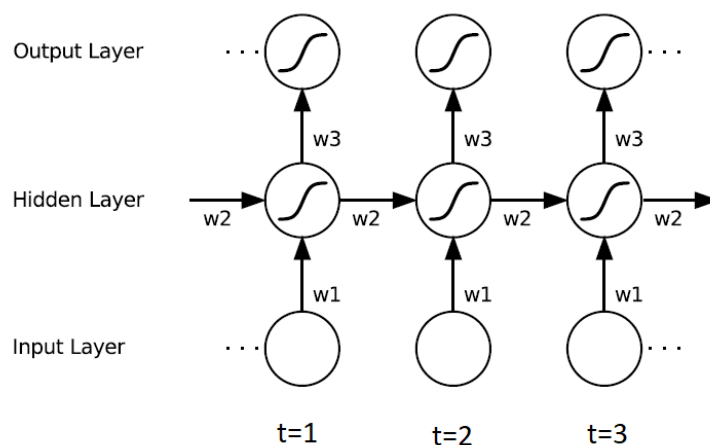 Output Layer ··· ···
w3 w3 w3
Hidden Layer
w2 w2 w2 w2
w1 w1 w1
Input Layer ··· ···
t=1 t=2 t=3